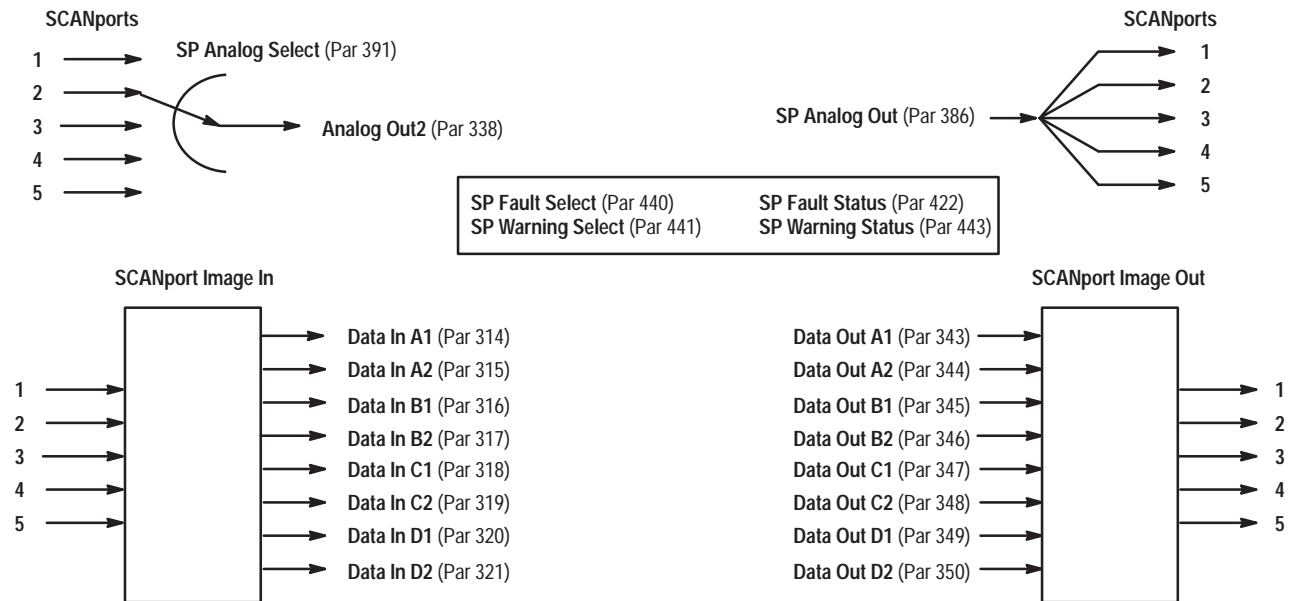 SCANports
1
2
3
4
5
SP Analog Select (Par 391)
Analog Out2 (Par 338)
SP Analog Out (Par 386)
SCANports
1
2
3
4
5
SP Fault Select (Par 440) SP Fault Status (Par 422)
SP Warning Select (Par 441) SP Warning Status (Par 443)
SCANport Image In
1
2
3
4
5
Data In A1 (Par 314)
Data In A2 (Par 315)
Data In B1 (Par 316)
Data In B2 (Par 317)
Data In C1 (Par 318)
Data In C2 (Par 319)
Data In D1 (Par 320)
Data In D2 (Par 321)
SCANport Image Out
Data Out A1 (Par 343)
Data Out A2 (Par 344)
Data Out B1 (Par 345)
Data Out B2 (Par 346)
Data Out C1 (Par 347)
Data Out C2 (Par 348)
Data Out D1 (Par 349)
Data Out D2 (Par 350)
1
2
3
4
5